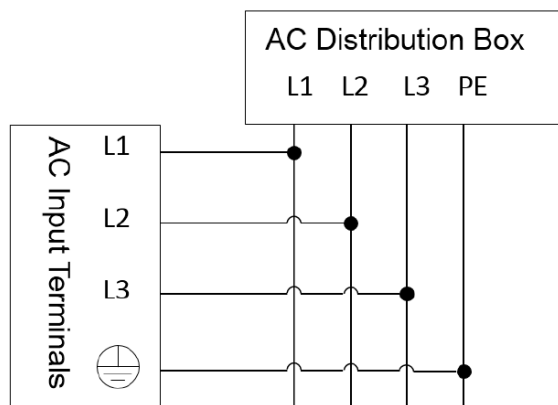 AC Distribution Box
L1 L2 L3 PE
AC Input Terminals
L1
L2
L3